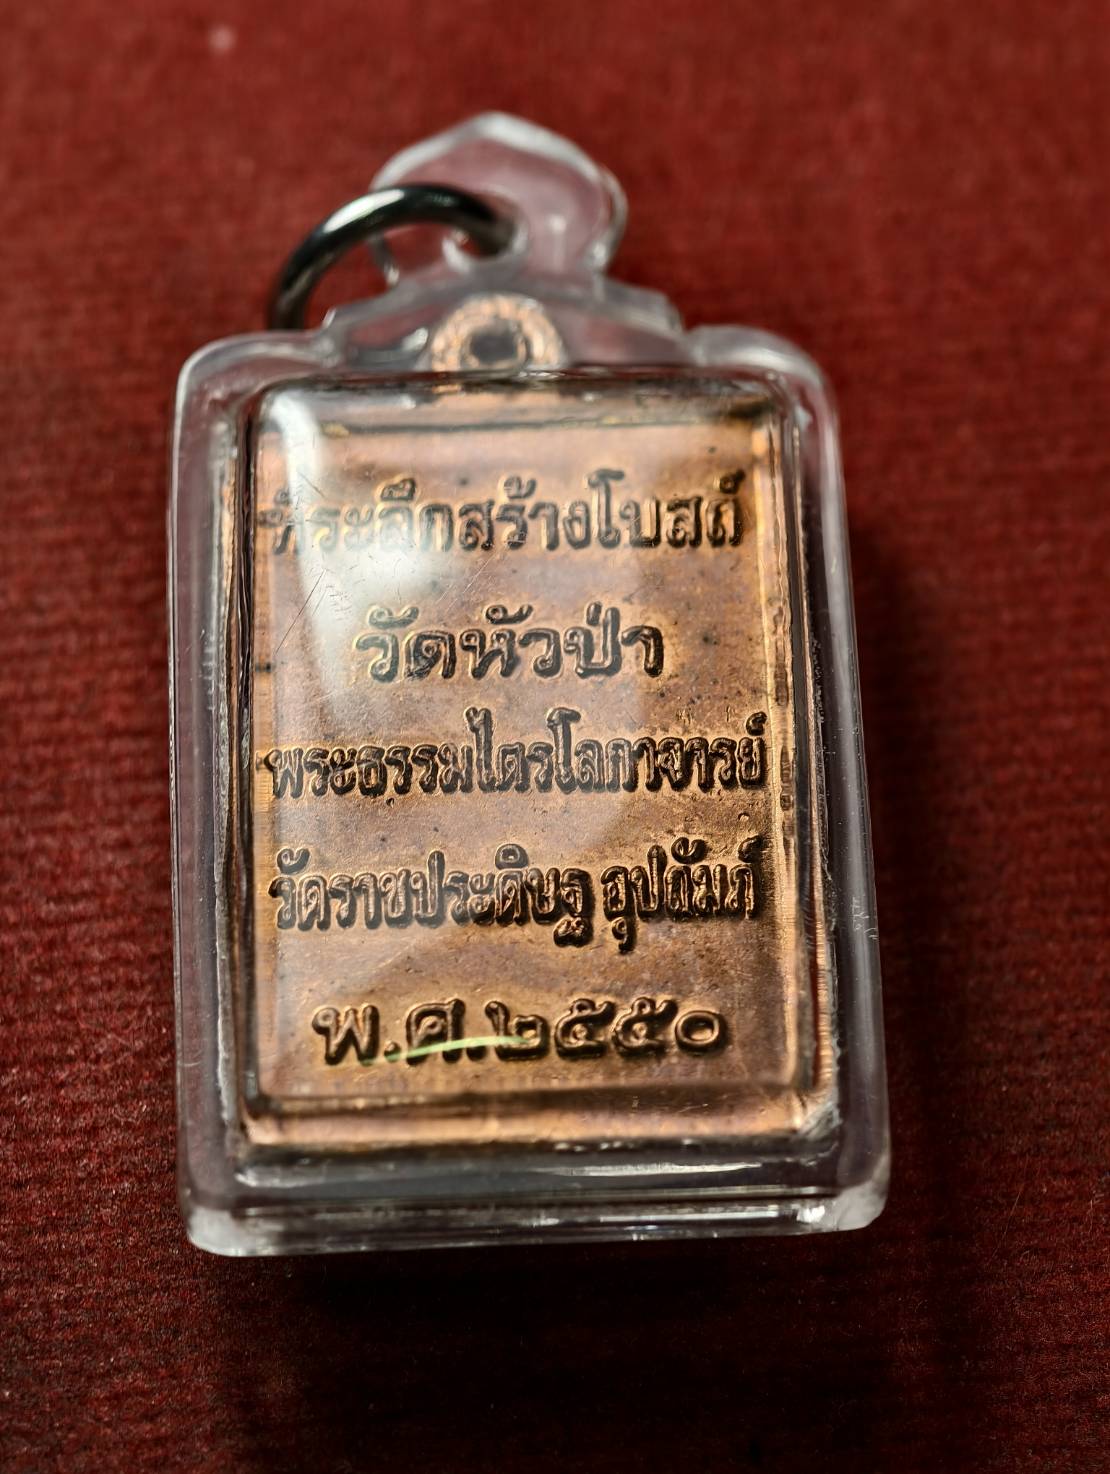 ที่ระลึกสร้างโบสถ์
วัดหัวป่า
พระธรรมไตรโลกาจารย์
วัดราชประดิษฐ อุปถัมภ์
พ.ศ.๒๕๕๐